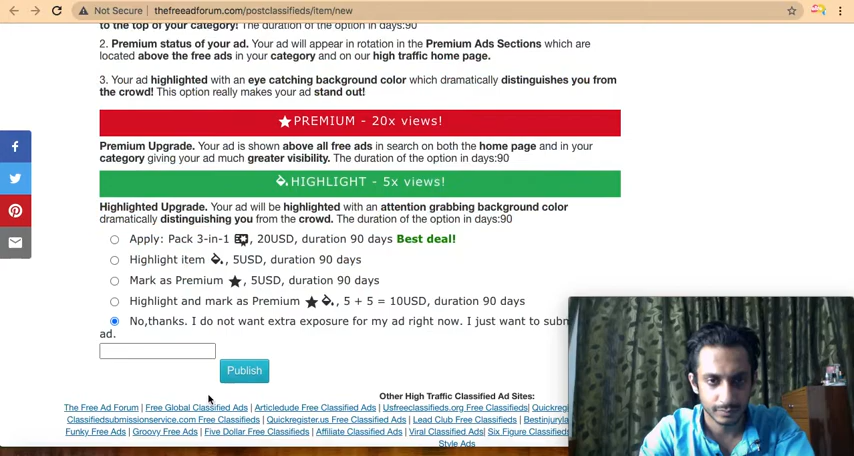 Not Secure | thefreeadforum.com/postclassifieds/item/new
to the top of your category! The duration of the option in days:90
2. Premium status of your ad. Your ad will appear in rotation in the Premium Ads Sections which are
located above the free ads in your category and on our high traffic home page.
3. Your ad highlighted with an eye catching background color which dramatically distinguishes you from
the crowd! This option really makes your ad stand out!
PREMIUM - 20x views!
Premium Upgrade. Your ad is shown above all free ads in search on both the home page and in your
category giving your ad much greater visibility. The duration of the option in days:90
HIGHLIGHT - 5x views!
Highlighted Upgrade. Your ad will be highlighted with an attention grabbing background color
dramatically distinguishing you from the crowd. The duration of the option in days:90
Apply: Pack 3-in-1 , 20USD, duration 90 days Best deal!
Highlight item , 5USD, duration 90 days
Mark as Premium , 5USD, duration 90 days
Highlight and mark as Premium , 5 + 5 = 10USD, duration 90 days
No,thanks. I do not want extra exposure for my ad right now. I just want to subm
ad.
Publish
Other High Traffic Classified Ad Sites:
The Free Ad Forum | Free Global Classified Ads | Articledude Free Classified Ads | Usfreeclassifieds.org Free Classifieds| Quickreg
Classifiedsubmissionservice.com Free Classifieds | Quickregister.us Free Classified Ads | Lead Club Free Classifieds | Bestinjuryla
Funky Free Ads | Groovy Free Ads | Five Dollar Free Classifieds | Affiliate Classified Ads | Viral Classified Ads| Six Figure Classifieds
Style Ads